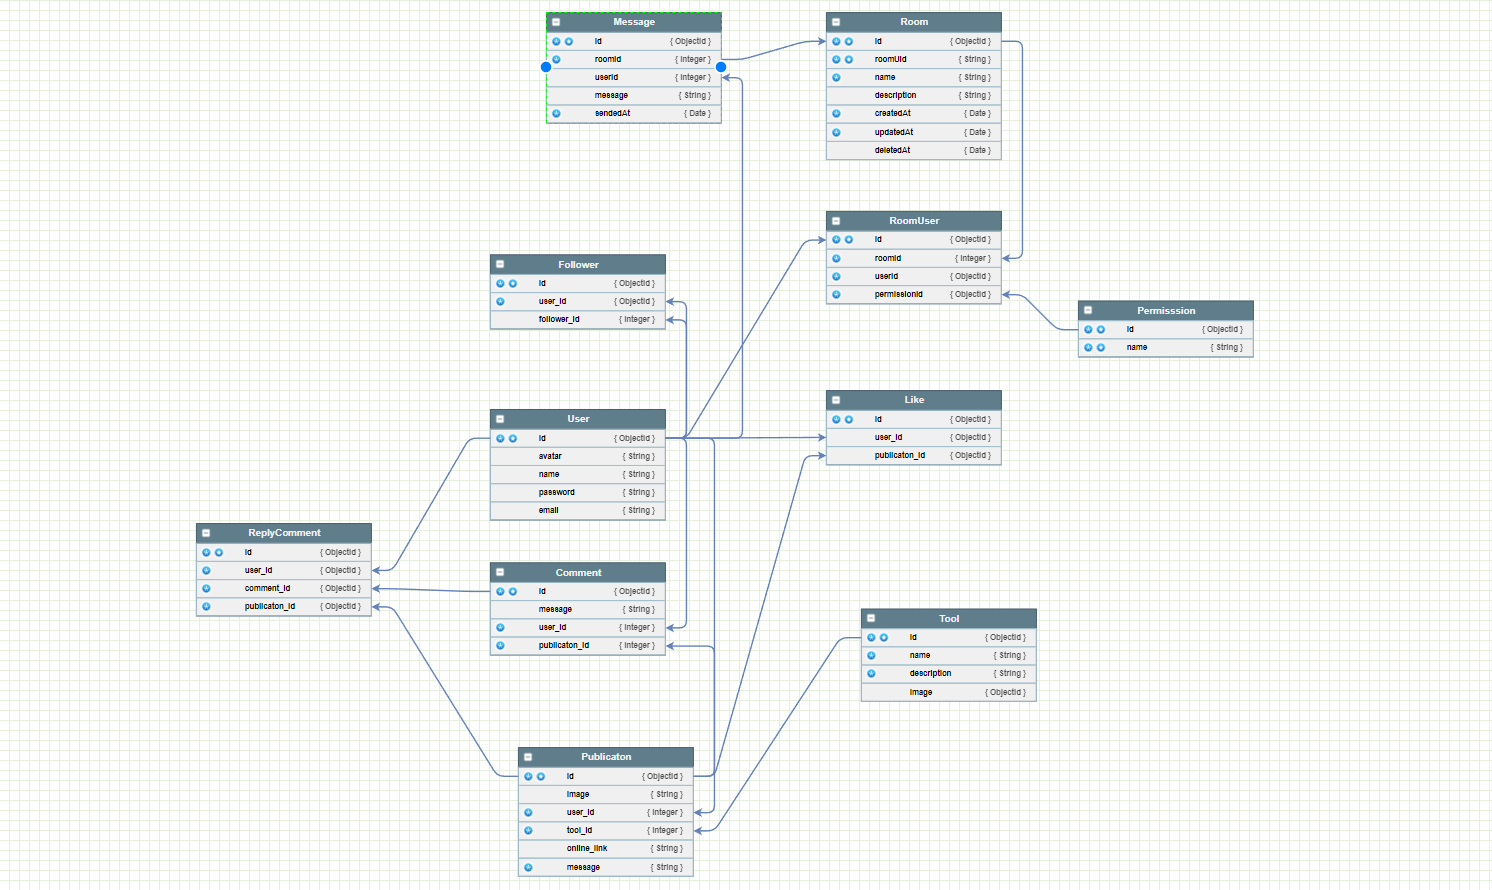 Message
id { ObjectId }
roomId { Integer }
userId { Integer }
message { String }
sendedAt { Date }
Room
id { ObjectId }
roomUId { String }
name { String }
description { String }
createdAt { Date }
updatedAt { Date }
deletedAt { Date }
RoomUser
id { ObjectId }
roomId { Integer }
userId { ObjectId }
permissionId { ObjectId }
Follower
id { ObjectId }
user_id { ObjectId }
follower_id { Integer }
Permisssion
id { ObjectId }
name { String }
User
id { ObjectId }
avatar { String }
name { String }
password { String }
email { String }
Like
id { ObjectId }
user_id { ObjectId }
publicaton_id { ObjectId }
ReplyComment
id { ObjectId }
user_id { ObjectId }
comment_id { ObjectId }
publicaton_id { ObjectId }
Comment
id { ObjectId }
message { String }
user_id { Integer }
publicaton_id { Integer }
Tool
id { ObjectId }
name { String }
description { String }
image { ObjectId }
Publicaton
id { ObjectId }
image { String }
user_id { Integer }
tool_id { Integer }
online_link { String }
message { String }